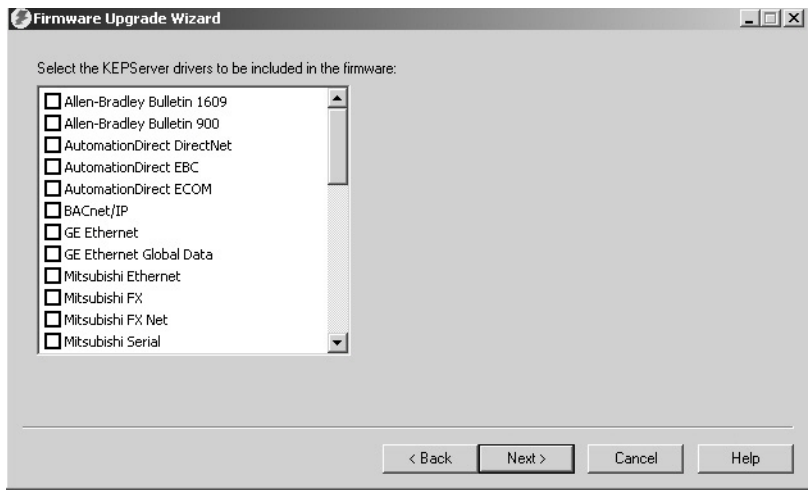 Firmware Upgrade Wizard
Select the KEPServer drivers to be included in the firmware:
Allen-Bradley Bulletin 1609
Allen-Bradley Bulletin 900
AutomationDirect DirectNet
AutomationDirect EBC
AutomationDirect ECOM
BACnet/IP
GE Ethernet
GE Ethernet Global Data
Mitsubishi Ethernet
Mitsubishi FX
Mitsubishi FX Net
Mitsubishi Serial
< Back Next > Cancel Help